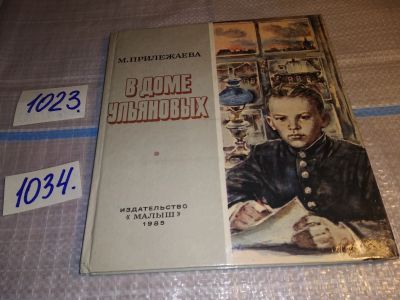 М. ПРИЛЕЖАЕВА
В ДОМЕ
УЛЬЯНОВЫХ
ИЗДАТЕЛЬСТВО
«МАЛЫШ»
1985
1023.
1034.